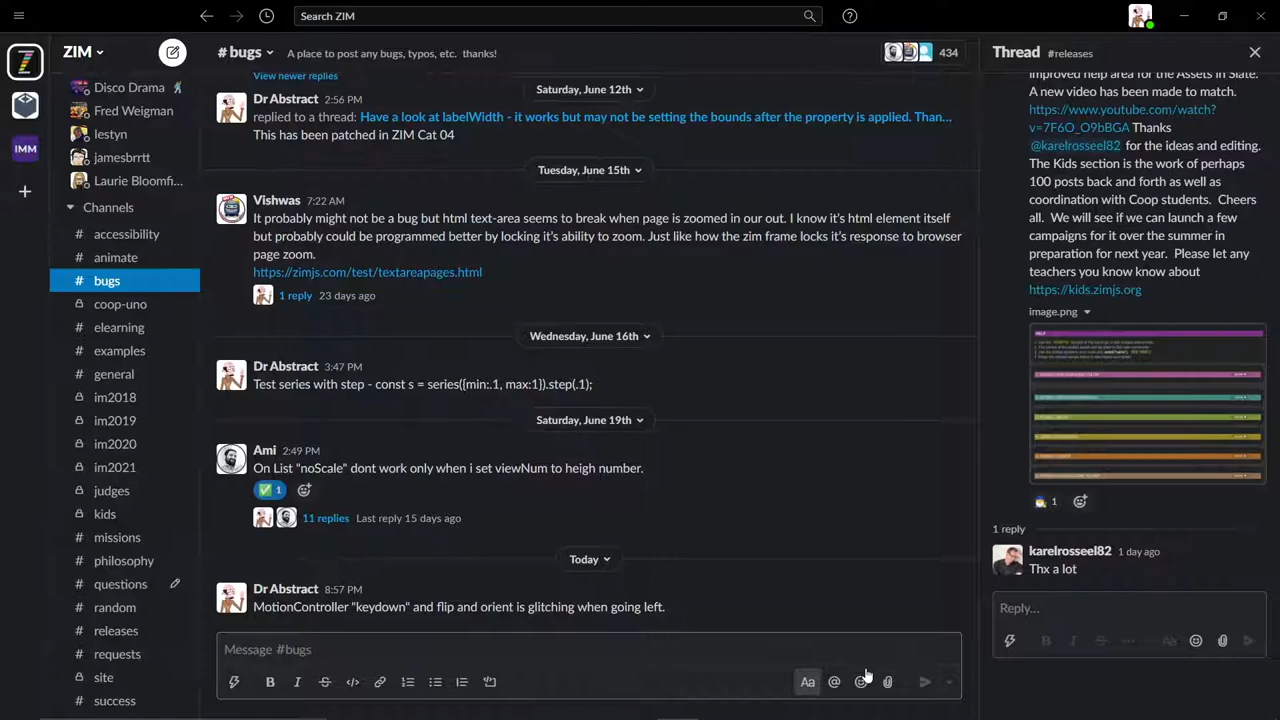 Search ZIM
ZIM
Disco Drama
Fred Weigman
Iestyn
jamesbrrtt
Laurie Bloomfi...
Channels
# accessibility
# animate
# bugs
coop-uno
# elearning
# examples
# general
im2018
im2019
im2020
im2021
judges
kids
# missions
# philosophy
# questions
# random
# releases
# requests
# site
# success
IMM
# bugs
A place to post any bugs, typos, etc. thanks!
434
View newer replies
Saturday, June 12th
Dr Abstract 2:56 PM
replied to a thread: Have a look at labelWidth - it works but may not be setting the bounds after the property is applied. Than...
This has been patched in ZIM Cat 04
Tuesday, June 15th
Vishwas 7:22 AM
It probably might not be a bug but html text-area seems to break when page is zoomed in our out. I know it's html element itself
but probably could be programmed better by locking it's ability to zoom. Just like how the zim frame locks it's response to browser
page zoom.
https://zimjs.com/test/textareapages.html
1 reply 23 days ago
Wednesday, June 16th
Dr Abstract 3:47 PM
Test series with step - const s = series({min:.1, max:1}).step(.1);
Saturday, June 19th
Ami 2:49 PM
On List "noScale" dont work only when i set viewNum to heigh number.
1
11 replies Last reply 15 days ago
Today
Dr Abstract 8:57 PM
MotionController "keydown" and flip and orient is glitching when going left.
Message #bugs
B I S Aa @
Thread #releases
improved help area for the Assets in Slate.
A new video has been made to match.
https://www.youtube.com/watch?
v=7F6O_O9bBGA Thanks
@karelrosseel82 for the ideas and editing.
The Kids section is the work of perhaps
100 posts back and forth as well as
coordination with Coop students. Cheers
all. We will see if we can launch a few
campaigns for it over the summer in
preparation for next year. Please let any
teachers you know know about
https://kids.zimjs.org
image.png
HELP
1
1 reply
karelrosseel82 1 day ago
Thx a lot
Reply...
B I S Aa